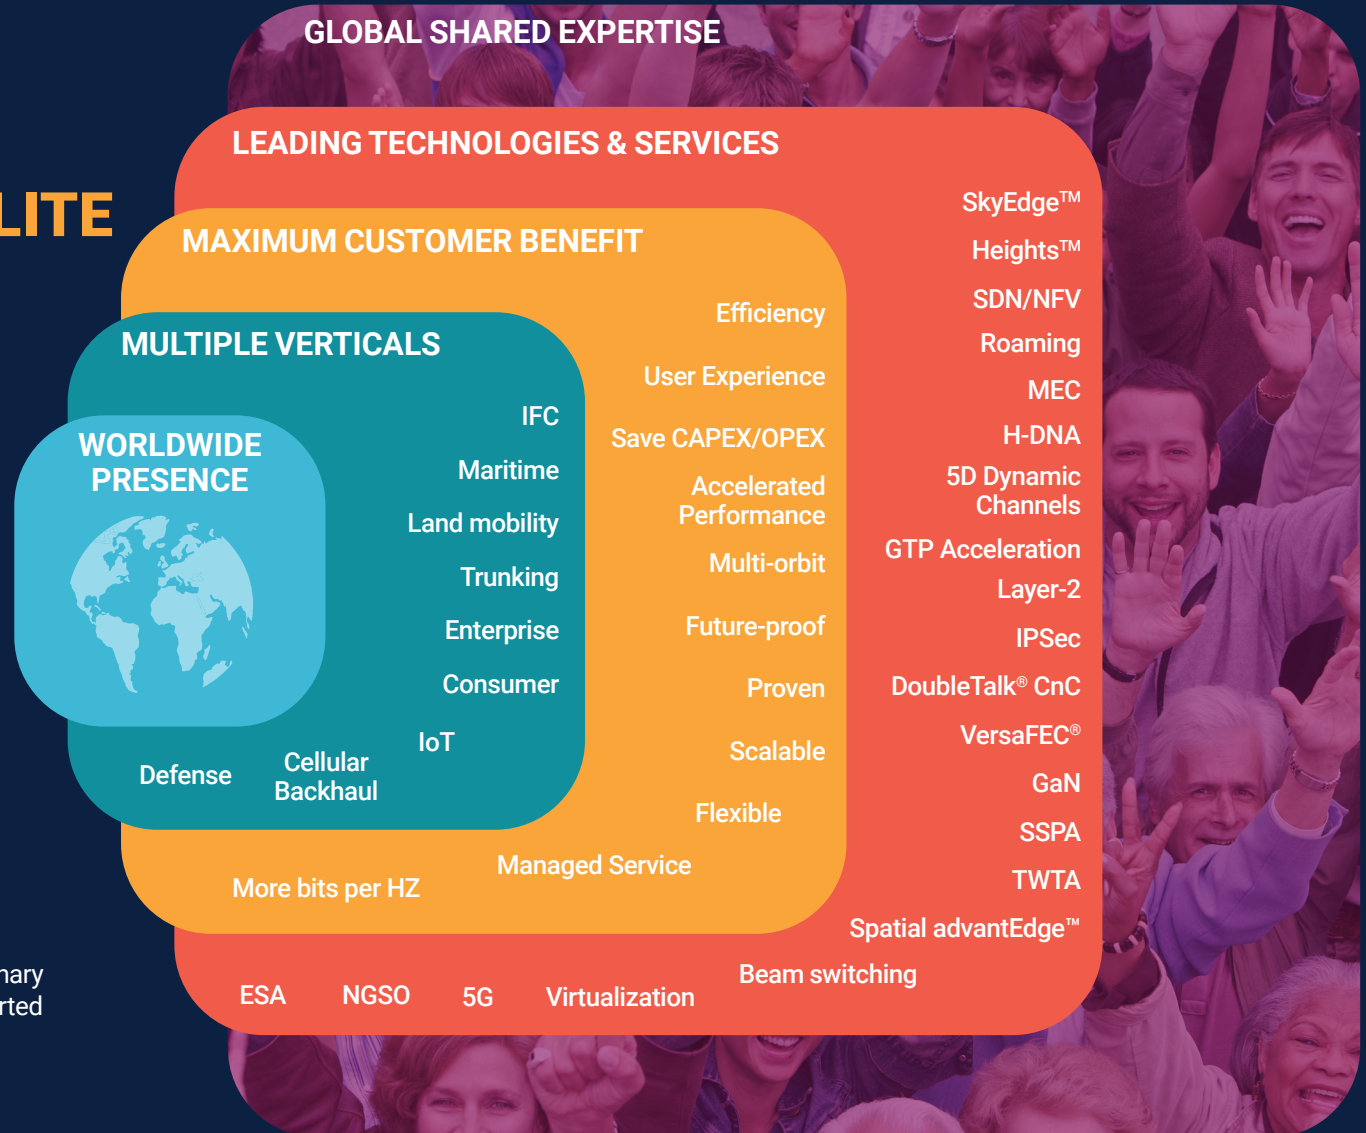 GLOBAL SHARED EXPERTISE
LEADING TECHNOLOGIES & SERVICES
SkyEdge™
Heights™
SDN/NFV
Roaming
MEC
H-DNA
5D Dynamic
Channels
GTP Acceleration
Layer-2
IPSec
DoubleTalk® CnC
VersaFEC®
GaN
SSPA
TWTA
Spatial advantEdge™
Beam switching
Virtualization
5G
NGSO
ESA
MAXIMUM CUSTOMER BENEFIT
Efficiency
User Experience
Save CAPEX/OPEX
Accelerated
Performance
Multi-orbit
Future-proof
Proven
Scalable
Flexible
Managed Service
More bits per HZ
MULTIPLE VERTICALS
IFC
Maritime
Land mobility
Trunking
Enterprise
Consumer
IoT
Cellular
Backhaul
Defense
WORLDWIDE
PRESENCE